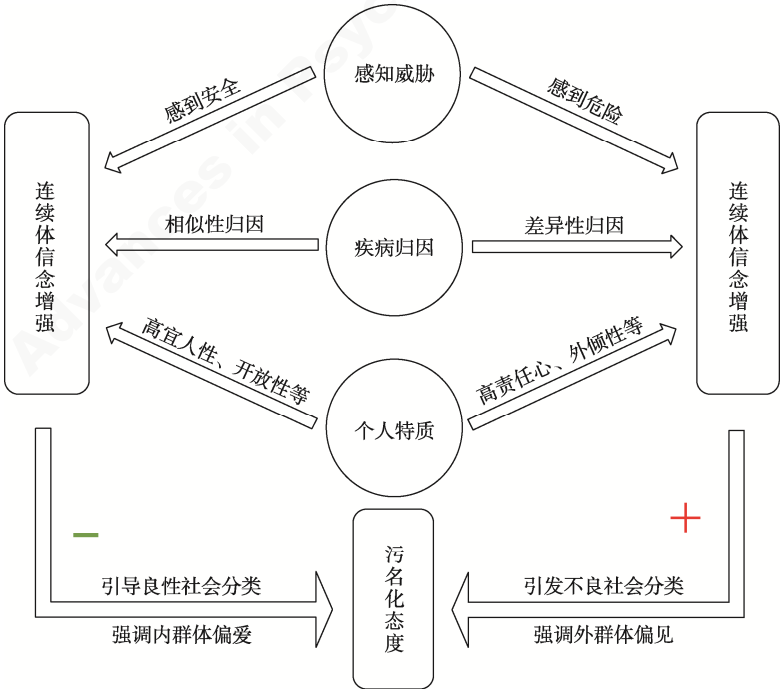 感知威胁
感到安全
感到危险
连续体信念增强
相似性归因
疾病归因
差异性归因
连续体信念增强
高宜人性、开放性等
高责任心、外倾性等
个人特质
污名化态度
引导良性社会分类
强调内群体偏爱
引发不良社会分类
强调外群体偏见
Advances in Psyc